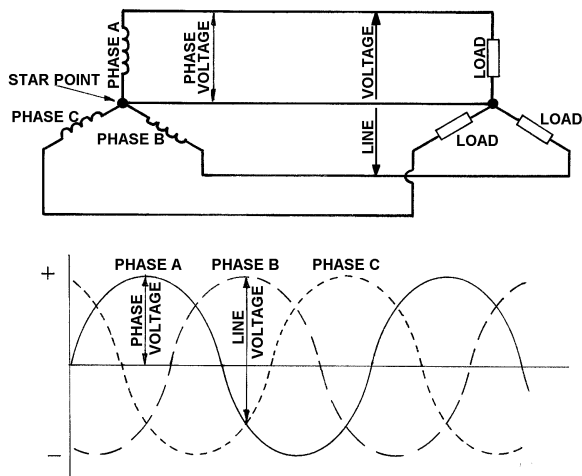 PHASE A
PHASE
VOLTAGE
LINE VOLTAGE
LOAD
STAR POINT
PHASE C
PHASE B
LOAD
LOAD
+
PHASE A
PHASE B
PHASE C
PHASE
VOLTAGE
LINE
VOLTAGE
–